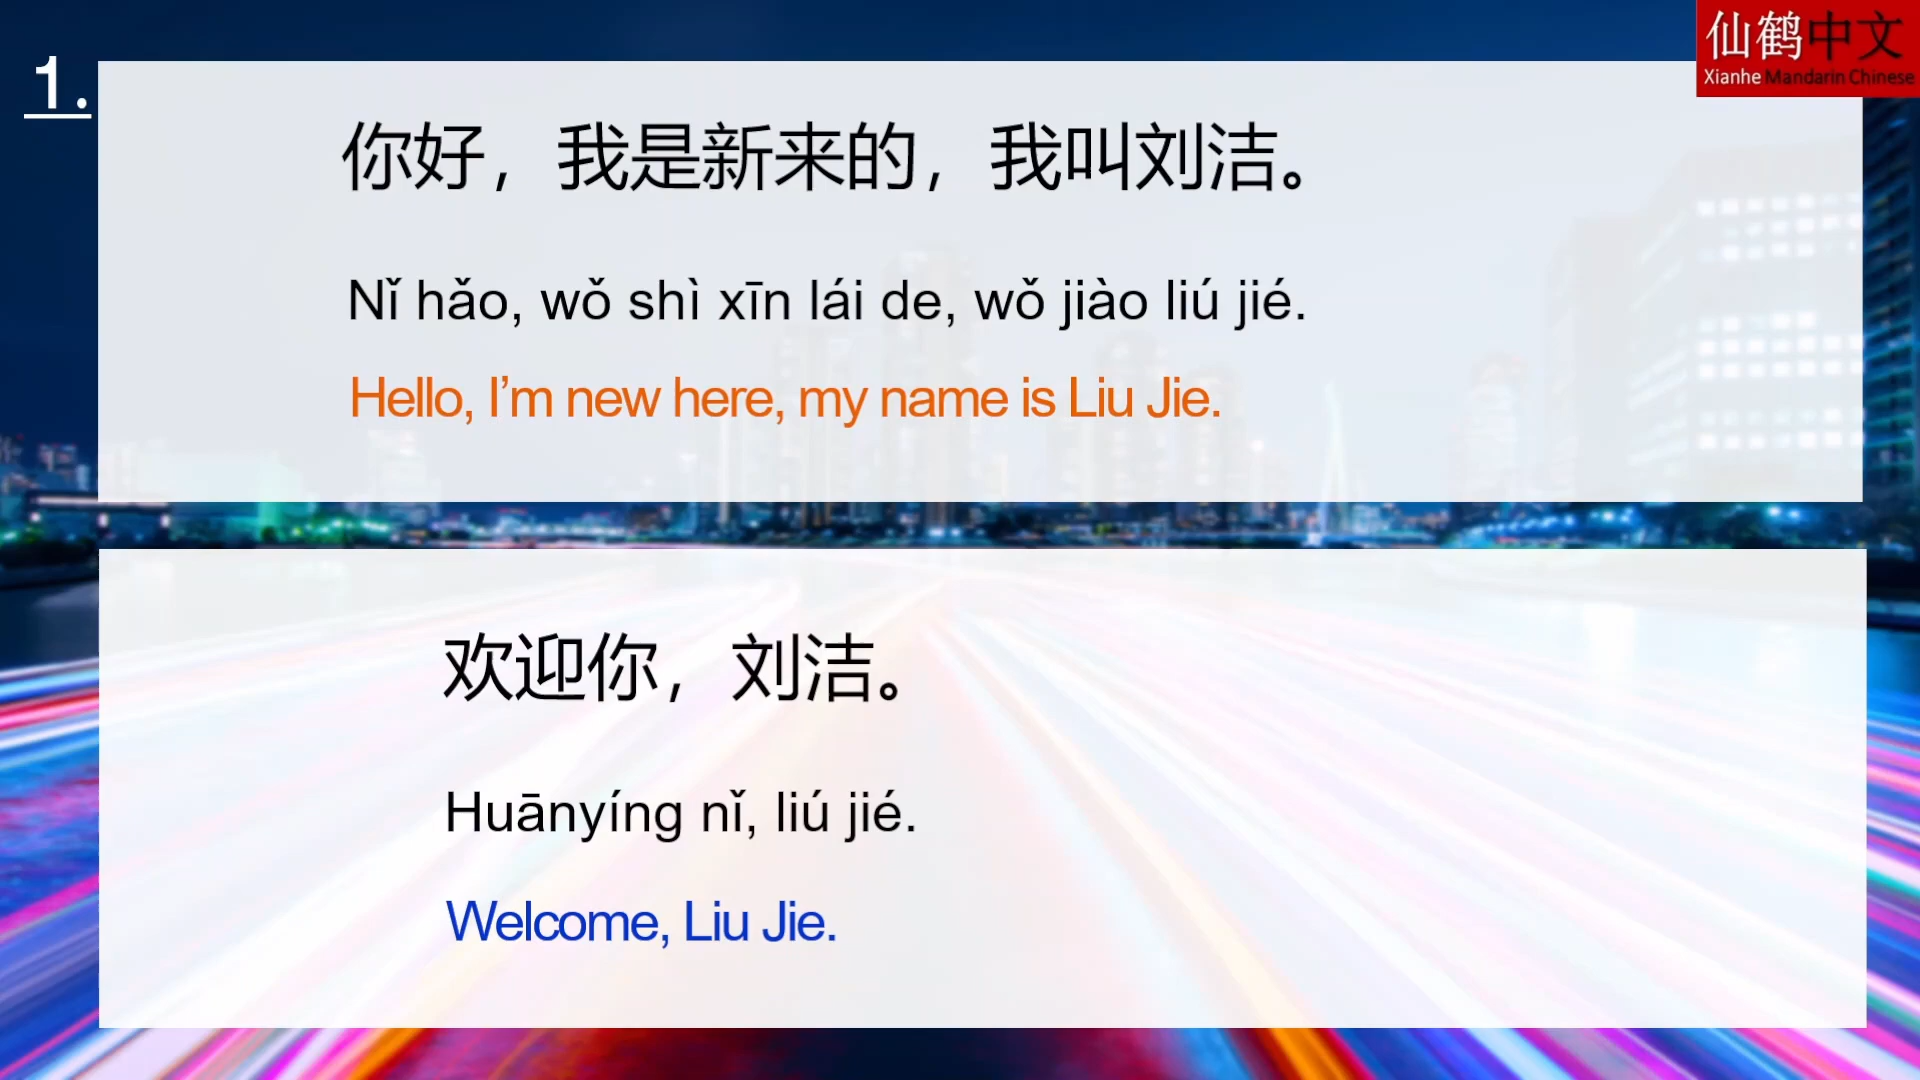 仙鹤中文
Xianhe Mandarin Chinese
1.
你好，我是新来的，我叫刘洁。
Nǐ hǎo, wǒ shì xīn lái de, wǒ jiào liú jié.
Hello, I’m new here, my name is Liu Jie.
欢迎你，刘洁。
Huānyíng nǐ, liú jié.
Welcome, Liu Jie.